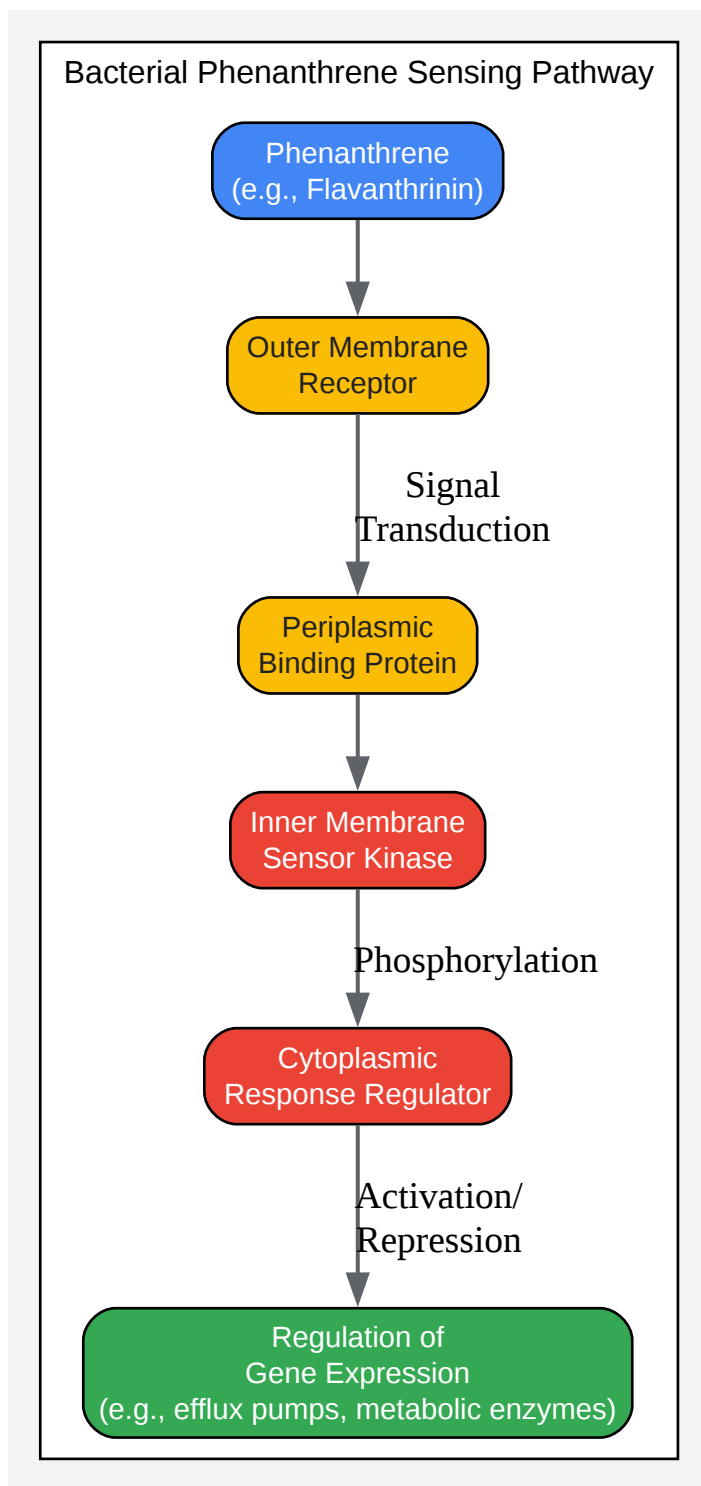 Bacterial Phenanthrene Sensing Pathway
Phenanthrene
(e.g., Flavanthrinin)
Outer Membrane
Receptor
Signal
Transduction
Periplasmic
Binding Protein
Inner Membrane
Sensor Kinase
Phosphorylation
Cytoplasmic
Response Regulator
Activation/
Repression
Regulation of
Gene Expression
(e.g., efflux pumps, metabolic enzymes)